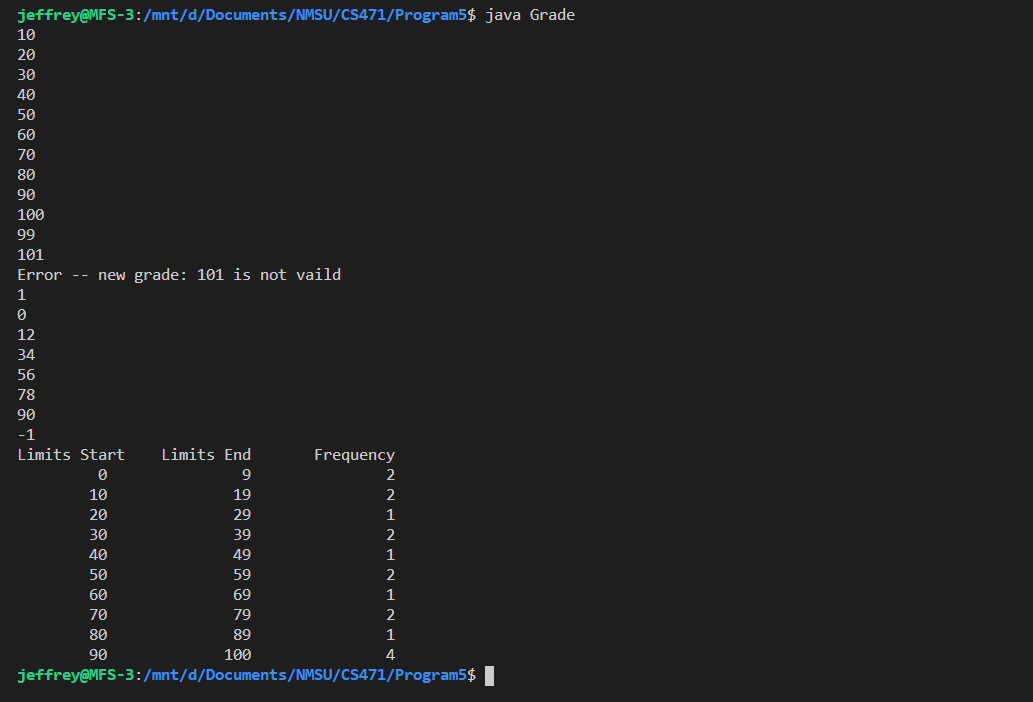 jeffrey@MFS-3:/mnt/d/Documents/NMSU/CS471/Program5$ java Grade
10
20
30
40
50
60
70
80
90
100
99
101
Error -- new grade: 101 is not vaild
1
0
12
34
56
78
90
-1
Limits Start    Limits End       Frequency
         0               9               2
        10              19               2
        20              29               1
        30              39               2
        40              49               1
        50              59               2
        60              69               1
        70              79               2
        80              89               1
        90             100               4
jeffrey@MFS-3:/mnt/d/Documents/NMSU/CS471/Program5$